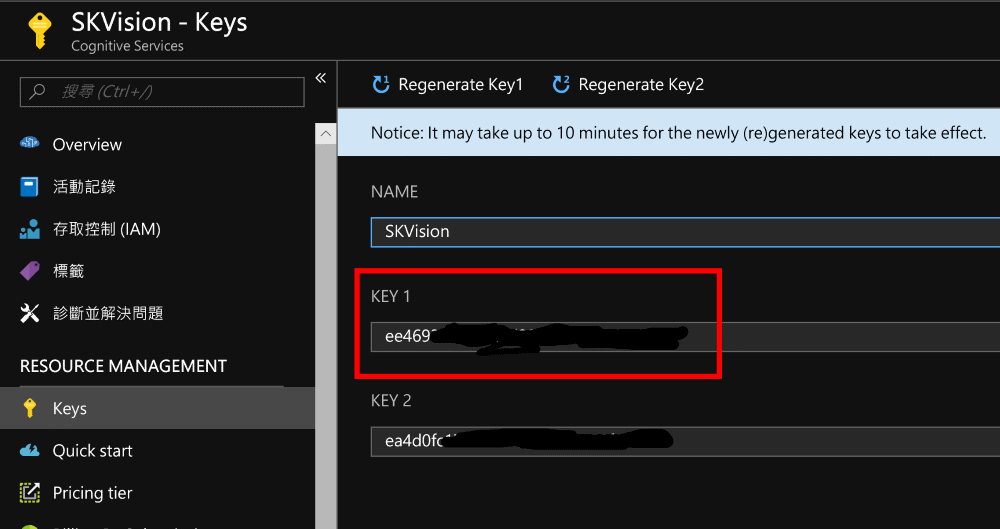 SKVision - Keys
Cognitive Services
搜尋 (Ctrl+/)
Overview
活動記錄
存取控制 (IAM)
標籤
診斷並解決問題
RESOURCE MANAGEMENT
Keys
Quick start
Pricing tier
Regenerate Key1
Regenerate Key2
Notice: It may take up to 10 minutes for the newly (re)generated keys to take effect.
NAME
SKVision
KEY 1
ee469
KEY 2
ea4d0fc